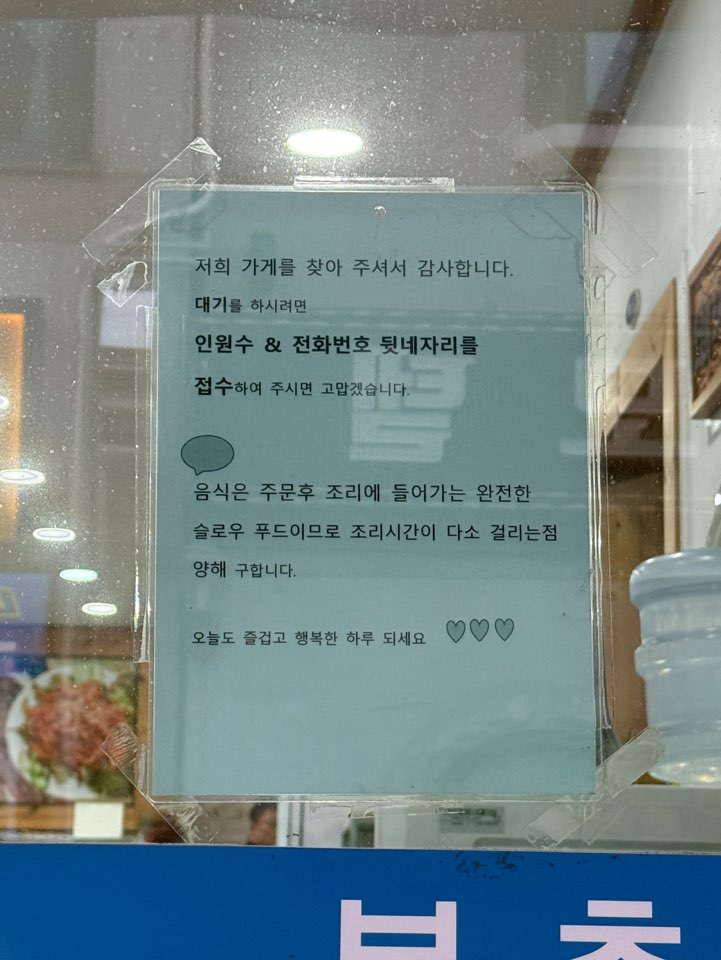 저희 가게를 찾아 주셔서 감사합니다.
대기를 하시려면
인원수 & 전화번호 뒷네자리를
접수하여 주시면 고맙겠습니다.
음식은 주문후 조리에 들어가는 완전한
슬로우 푸드이므로 조리시간이 다소 걸리는점
양해 구합니다.
오늘도 즐겁고 행복한 하루 되세요